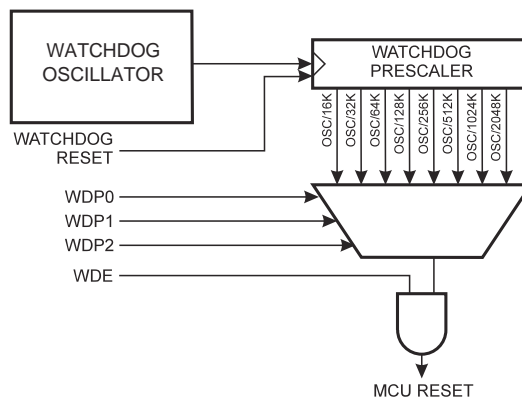 WATCHDOG
OSCILLATOR
WATCHDOG
PRESCALER
WATCHDOG
RESET
OSC/16K
OSC/32K
OSC/64K
OSC/128K
OSC/256K
OSC/512K
OSC/1024K
OSC/2048K
WDP0
WDP1
WDP2
WDE
MCU RESET